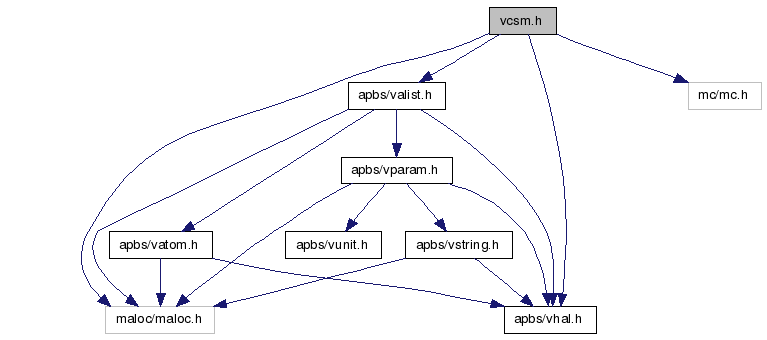 vcsm.h
apbs/valist.h
mc/mc.h
apbs/vparam.h
apbs/vatom.h
apbs/vunit.h
apbs/vstring.h
maloc/maloc.h
apbs/vhal.h